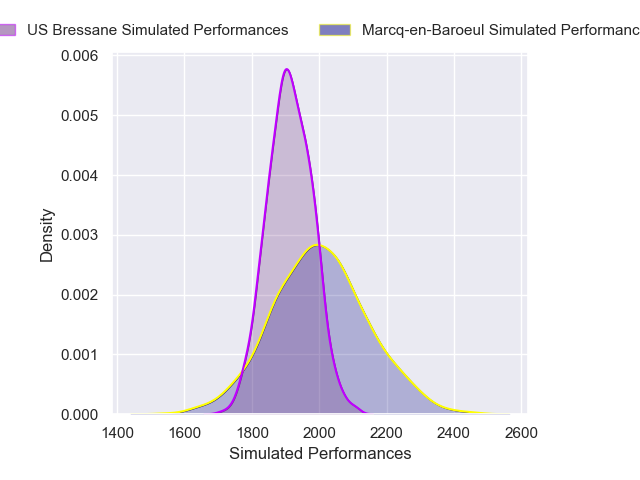 US Bressane Simulated Performances
Marcq-en-Baroeul Simulated Performanc
0.006
0.005
0.004
0.003
0.002
0.001
0.000
Density
1400 1600 1800 2000 2200 2400 2600
Simulated Performances